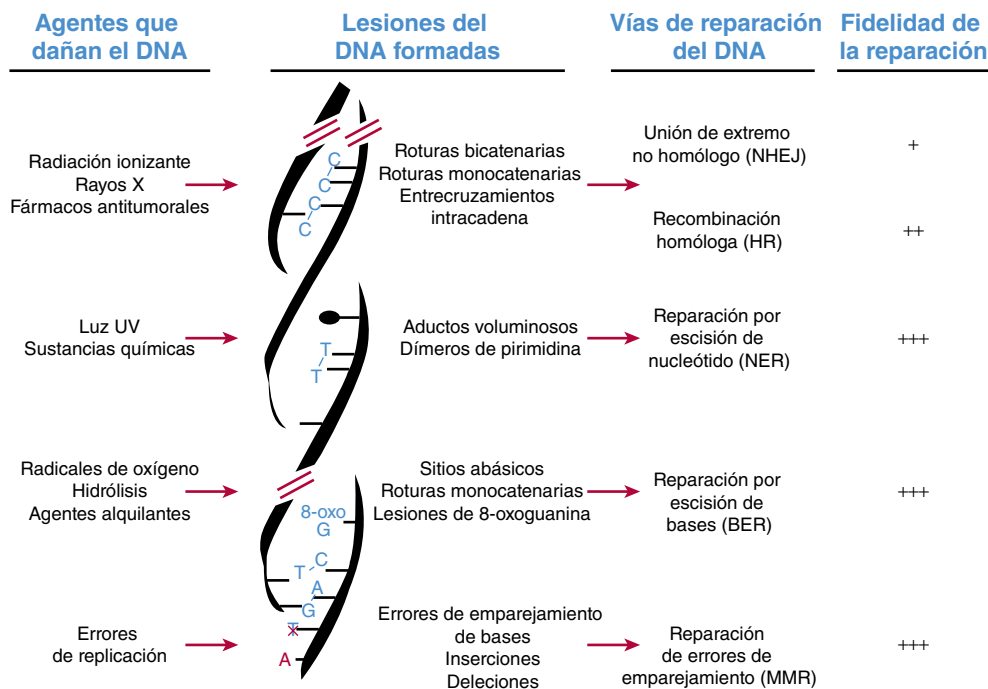 Agentes que
dañan el DNA
Lesiones del
DNA formadas
Vías de reparación
del DNA
Fidelidad de
la reparación
Radiación ionizante
Rayos X
Fármacos antitumorales
C
C
C
C
Roturas bicatenarias
Roturas monocatenarias
Entrecruzamientos
intracadena
Unión de extremo
no homólogo (NHEJ)
+
Recombinación
homóloga (HR)
++
Luz UV
Sustancias químicas
T
T
Aductos voluminosos
Dímeros de pirimidina
Reparación por
escisión de
nucleótido (NER)
+++
Radicales de oxígeno
Hidrólisis
Agentes alquilantes
8-oxo
G
Sitios abásicos
Roturas monocatenarias
Lesiones de 8-oxoguanina
Reparación por
escisión de
bases (BER)
+++
T C
A
G
T
A
Errores
de replicación
Errores de emparejamiento
de bases
Inserciones
Deleciones
Reparación
de errores de
emparejamiento (MMR)
+++